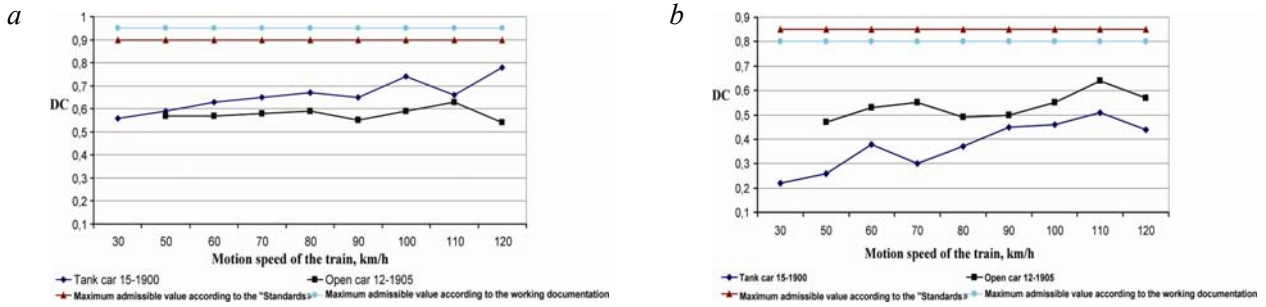 a
1
0,9
0,8
0,7
DC 0,6
0,5
0,4
0,3
0,2
0,1
30 50 60 70 80 90 100 110 120
Motion speed of the train, km/h
Tank car 15-1900 Open car 12-1905
Maximum admissible value according to the "Standards» Maximum admissible value according to the working documentation
b
0,9
0,8
0,7
0,6
DC
0,5
0,4
0,3
0,2
0,1
30 50 60 70 80 90 100 110 120
Motion speed of the train, km/h
Tank car 15-1900 Open car 12-1905
Maximum admissible value according to the "Standards» Maximum admissible value according to the working documentation